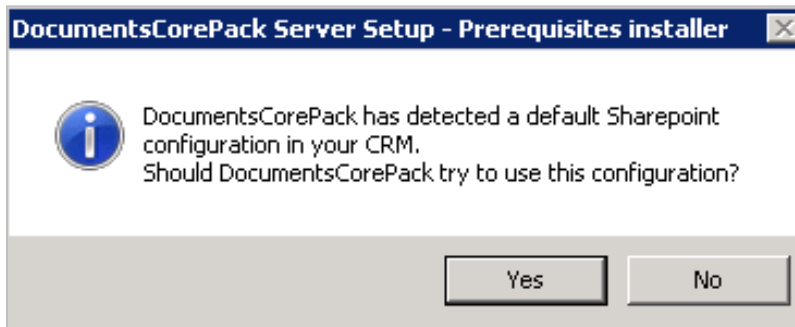 DocumentsCorePack Server Setup - Prerequisites installer
DocumentsCorePack has detected a default Sharepoint
configuration in your CRM.
Should DocumentsCorePack try to use this configuration?
Yes
No